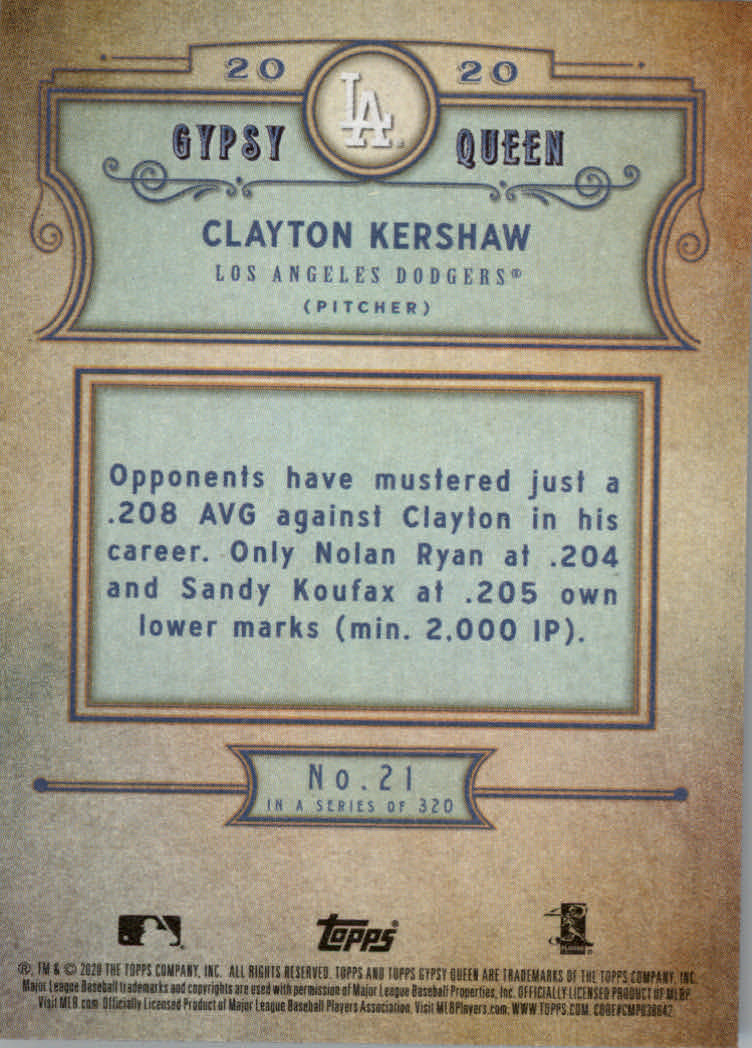 20 20
LA
GYPSY QUEEN
CLAYTON KERSHAW
LOS ANGELES DODGERS®
(PITCHER)
Opponents have mustered just a
.208 AVG against Clayton in his
career. Only Nolan Ryan at .204
and Sandy Koufax at .205 own
lower marks (min. 2,000 IP).
No.21
IN A SERIES OF 320
Topps®
®, TM & © 2020 THE TOPPS COMPANY, INC. ALL RIGHTS RESERVED. TOPPS AND TOPPS GYPSY QUEEN ARE TRADEMARKS OF THE TOPPS COMPANY, INC.
Major League Baseball trademarks and copyrights are used with permission of Major League Baseball Properties, Inc. OFFICIALLY LICENSED PRODUCT OF MLBP.
Visit MLB.com. Officially Licensed Product of Major League Baseball Players Association. Visit MLBPlayers.com. WWW.TOPPS.COM.